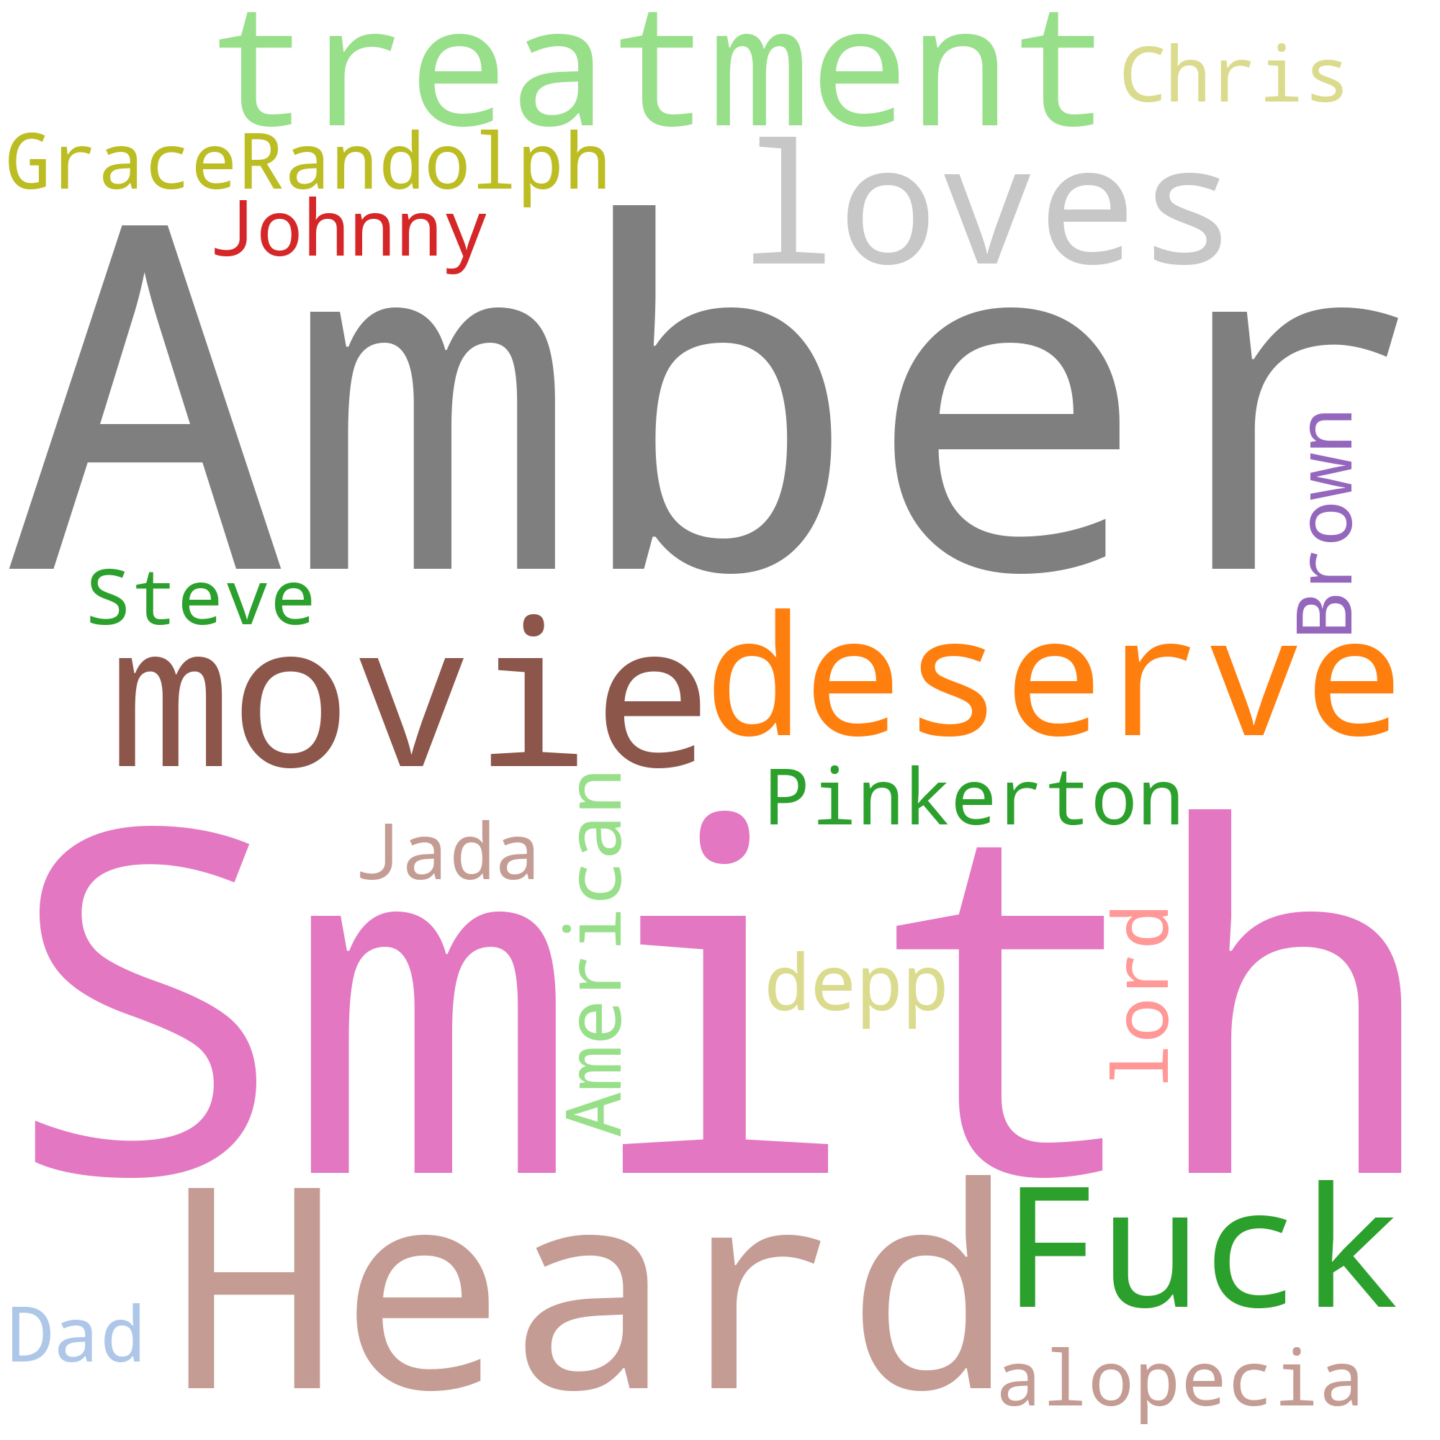 treatment
Chris
GraceRandolph
loves
Johnny
Amber
Brown
Steve
movie
deserve
Pinkerton
American
Jada
Smith
depp
lord
Heard
Fuck
Dad
alopecia